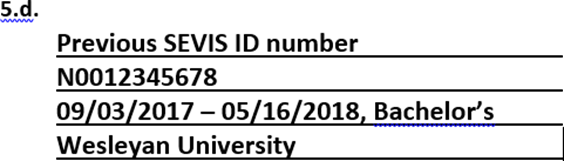 5.d.
Previous SEVIS ID number
N0012345678
09/03/2017 – 05/16/2018, Bachelor’s
Wesleyan University